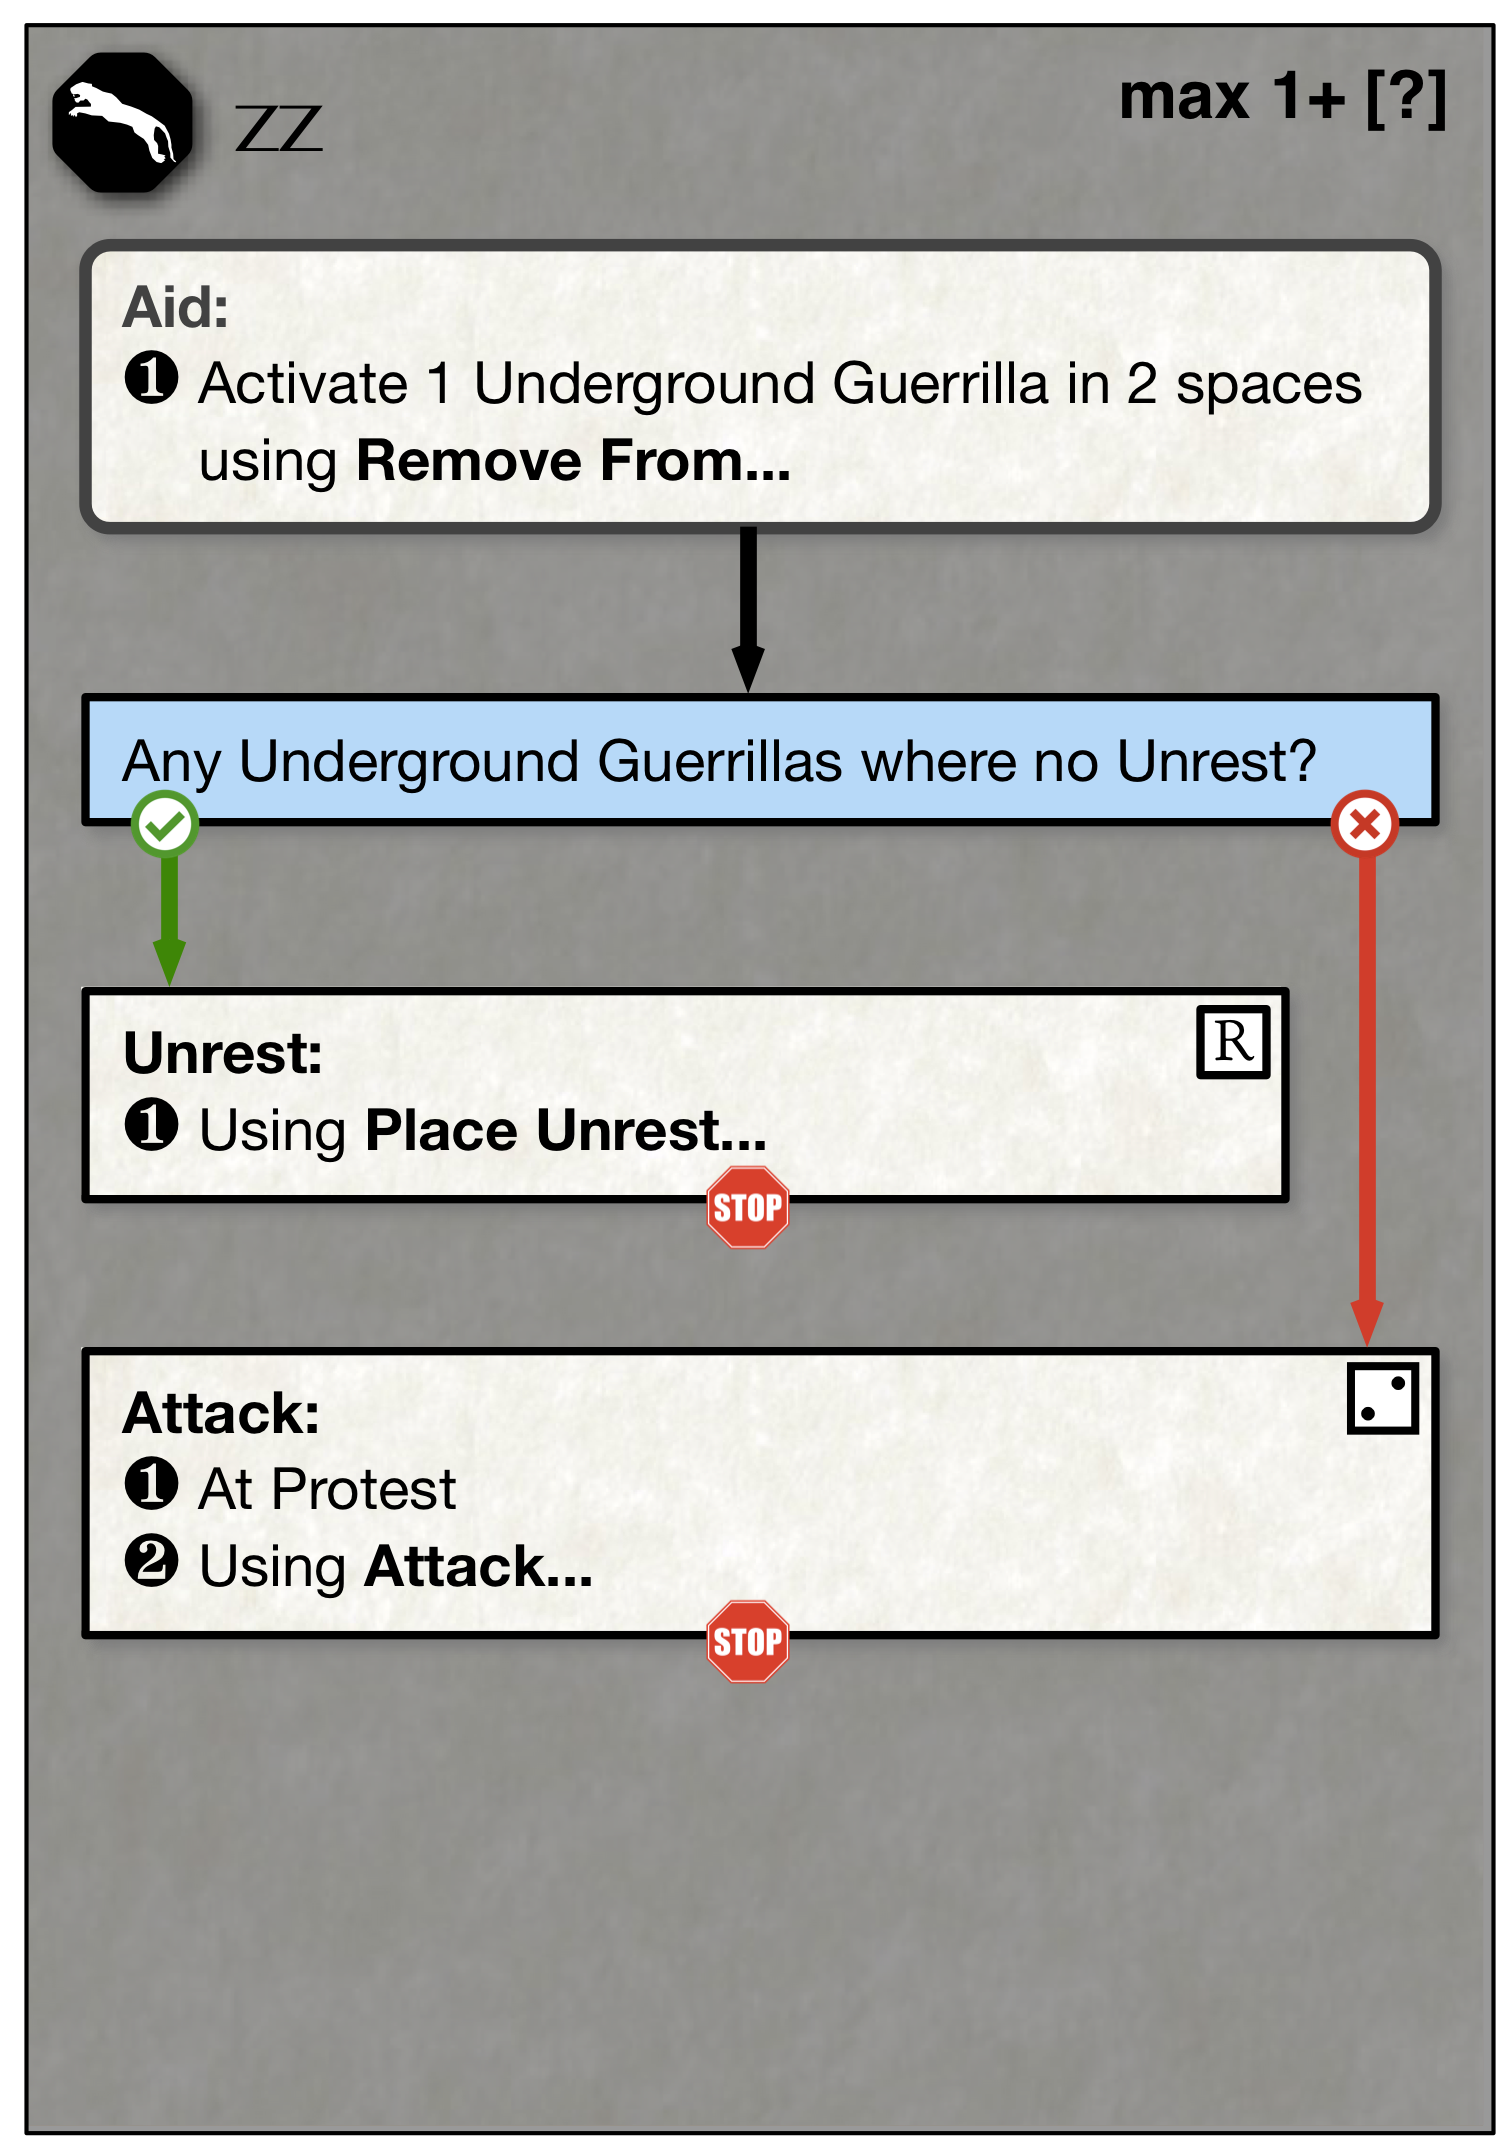 ZZ
max 1+ [?]
Aid:
❶ Activate 1 Underground Guerrilla in 2 spaces
using Remove From...
Any Underground Guerrillas where no Unrest?
Unrest:
R
❶ Using Place Unrest...
STOP
Attack:
❶ At Protest
❷ Using Attack...
STOP